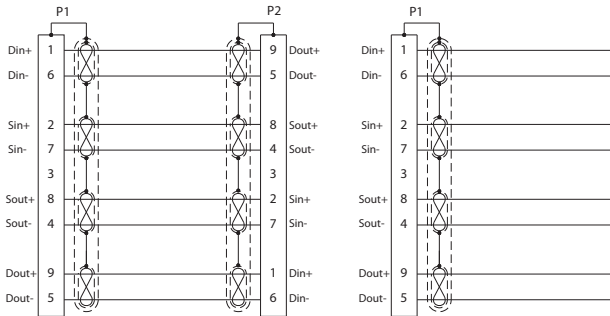 P1 P2 P1
Din+ 1 9 Dout+ Din+ 1
Din- 6 5 Dout- Din- 6
Sin+ 2 8 Sout+ Sin+ 2
Sin- 7 4 Sout- Sin- 7
3 3 3
Sout+ 8 2 Sin+ Sout+ 8
Sout- 4 7 Sin- Sout- 4
Dout+ 9 1 Din+ Dout+ 9
Dout- 5 6 Din- Dout- 5